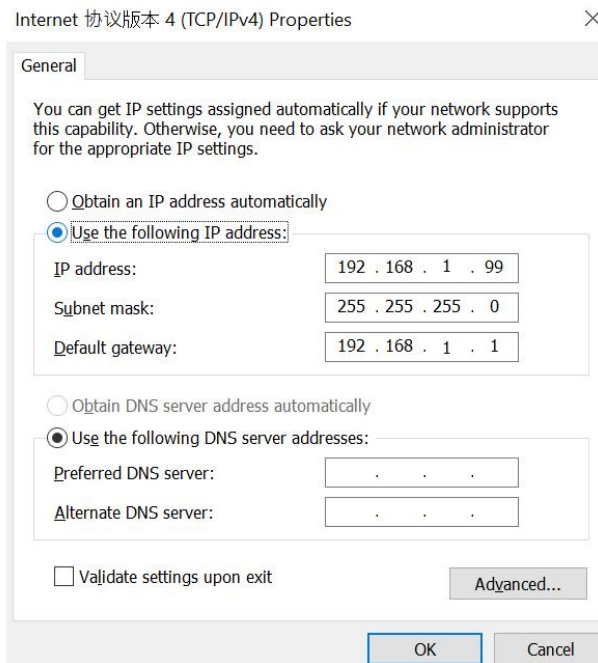 Internet 协议版本 4 (TCP/IPv4) Properties
General
You can get IP settings assigned automatically if your network supports
this capability. Otherwise, you need to ask your network administrator
for the appropriate IP settings.
Obtain an IP address automatically
Use the following IP address:
IP address: 192 . 168 . 1 . 99
Subnet mask: 255 . 255 . 255 . 0
Default gateway: 192 . 168 . 1 . 1
Obtain DNS server address automatically
Use the following DNS server addresses:
Preferred DNS server: . . .
Alternate DNS server: . . .
Validate settings upon exit
Advanced...
OK Cancel